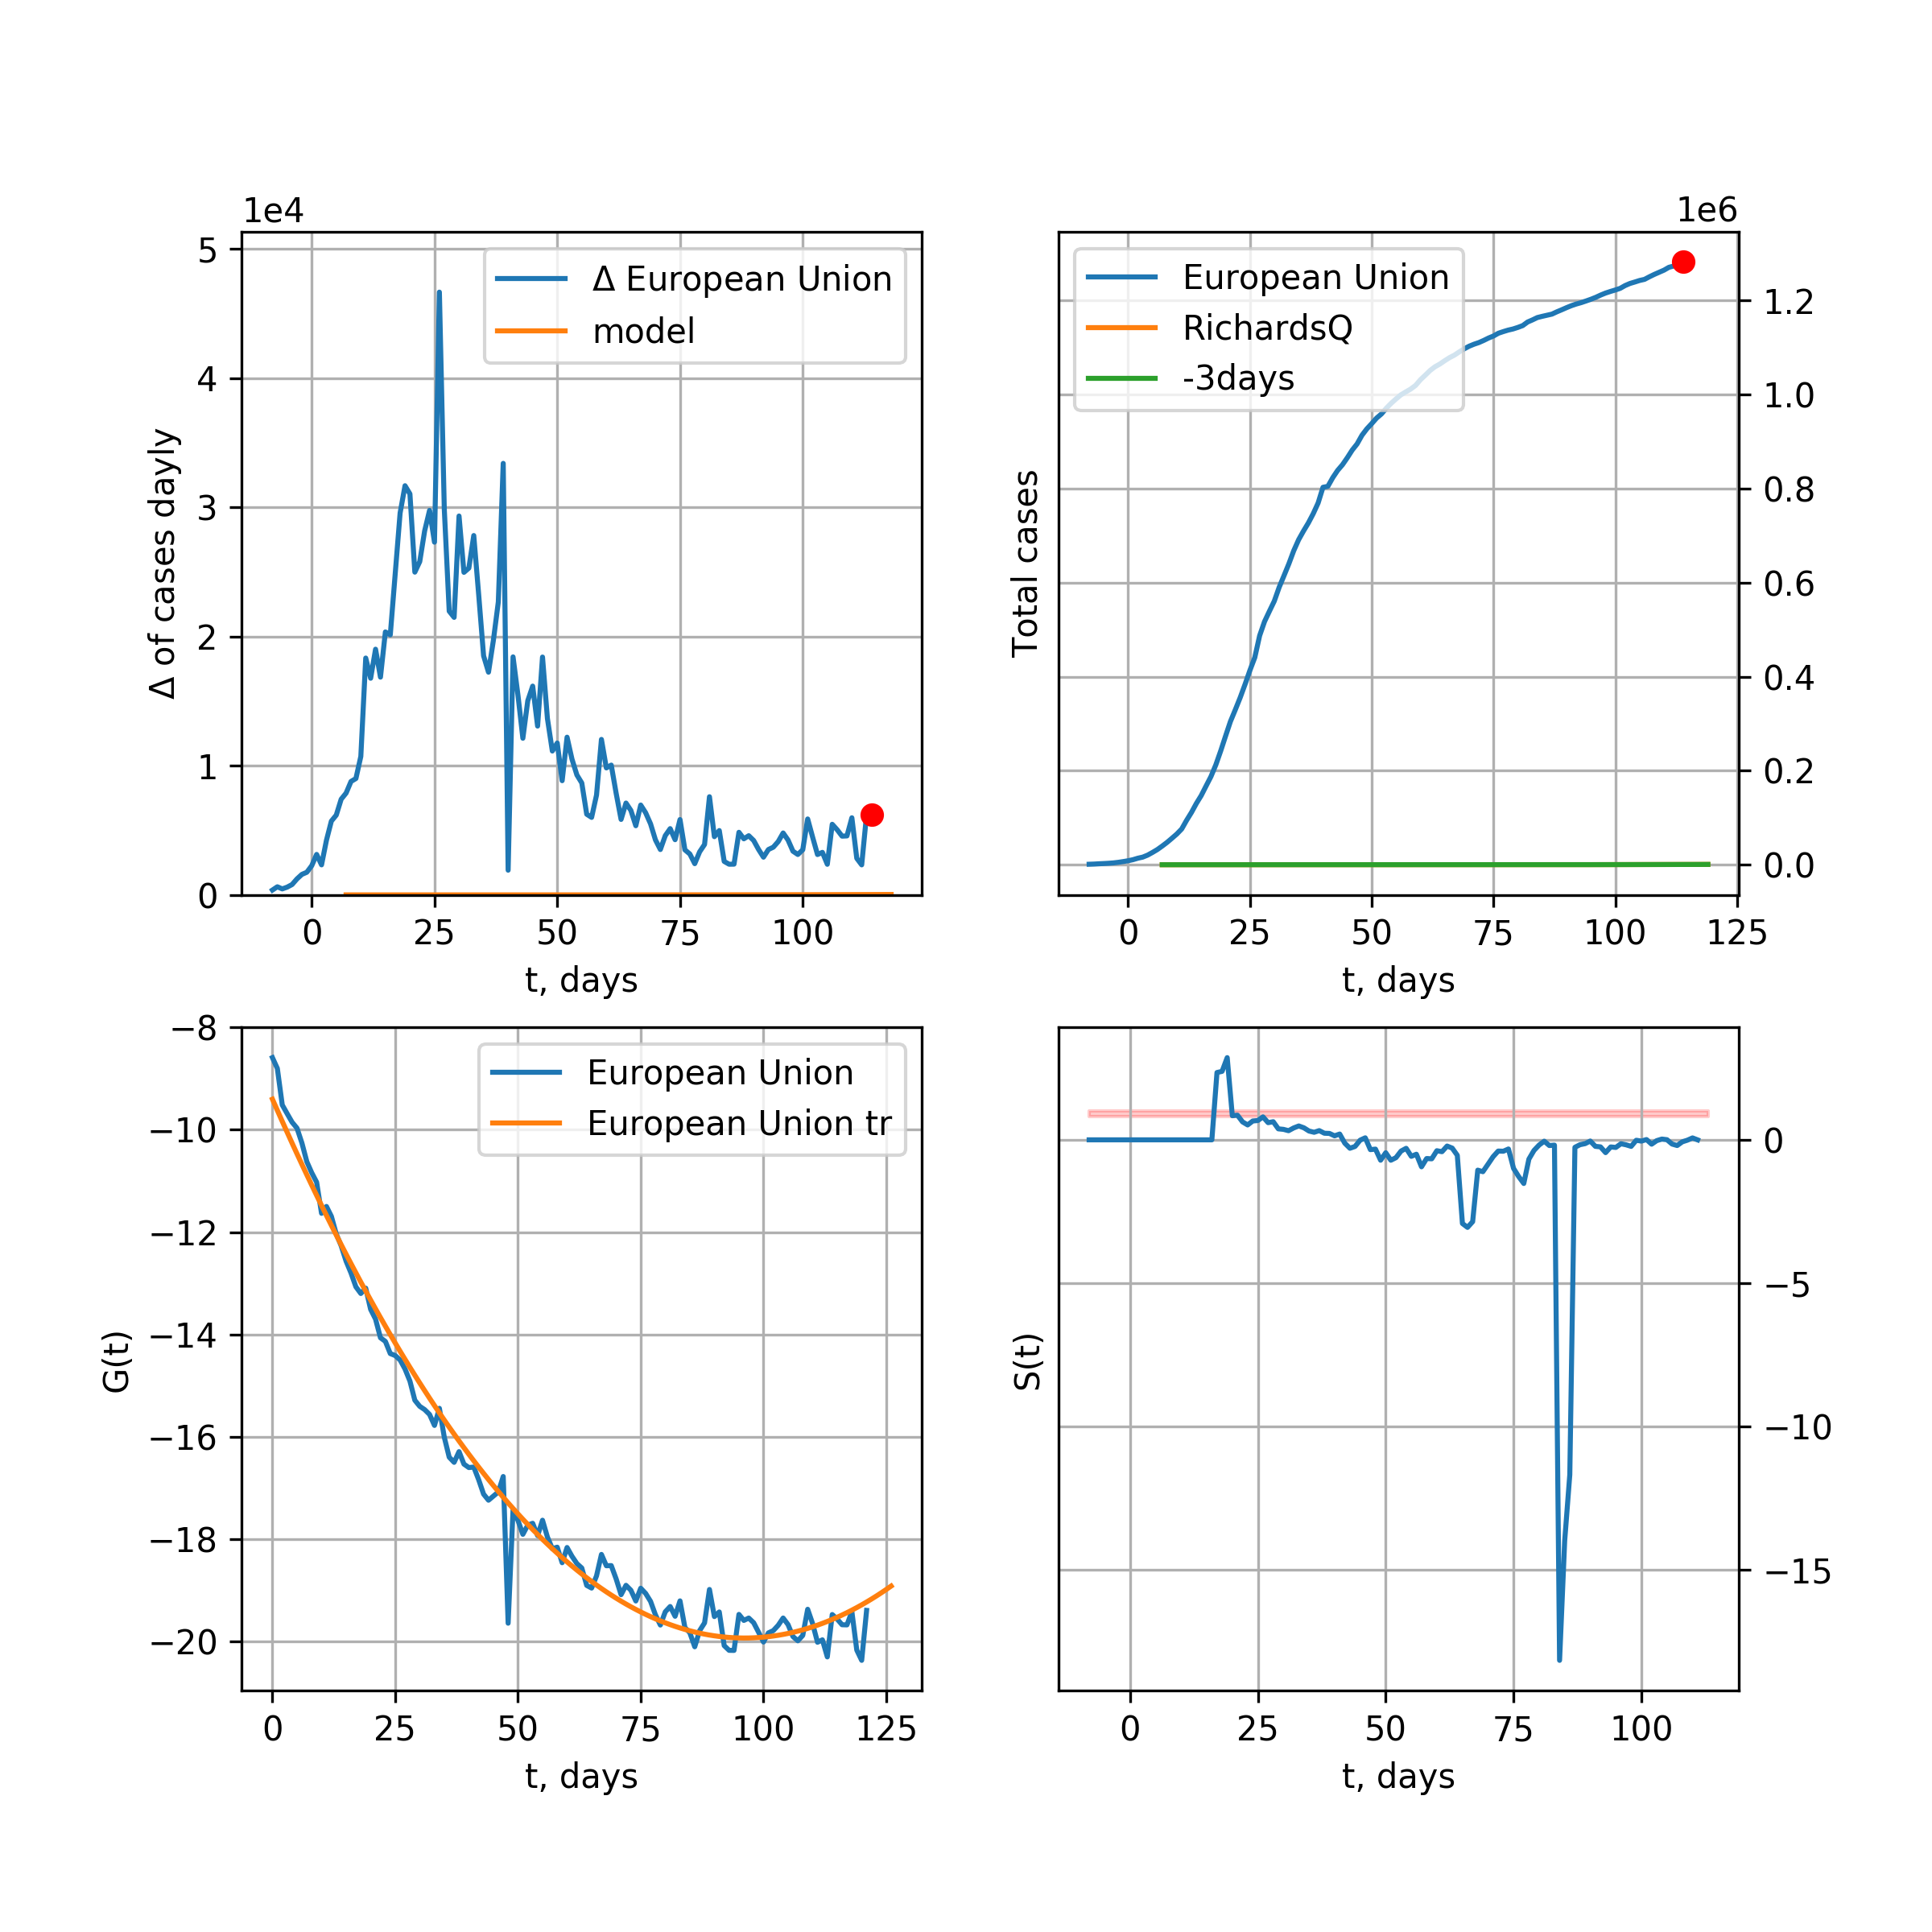 1e4
Δ European Union
model
5
4
3
2
1
0
Δ of cases dayly
0 25 50 75 100
t, days
1e6
European Union
RichardsQ
-3days
Total cases
1.2
1.0
0.8
0.6
0.4
0.2
0.0
0 25 50 75 100 125
t, days
European Union
European Union tr
−8
−10
−12
−14
−16
−18
−20
G(t)
0 25 50 75 100 125
t, days
S(t)
0
−5
−10
−15
0 25 50 75 100
t, days